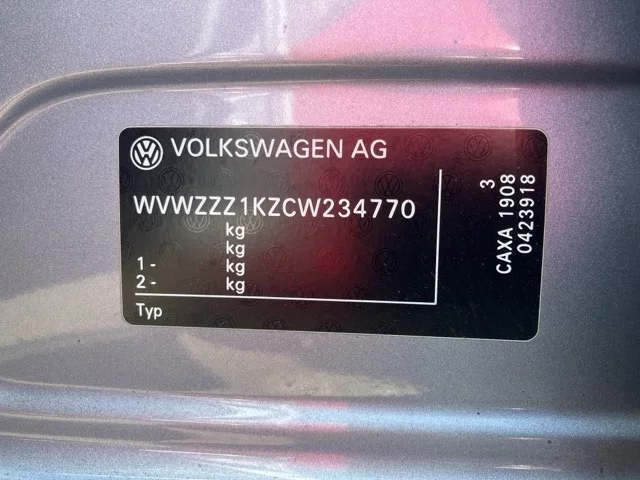 VOLKSWAGEN AG
WVWZZZ1KZCW234770
kg
kg
1- kg
2- kg
Typ
3
CAXA 1908
0423918